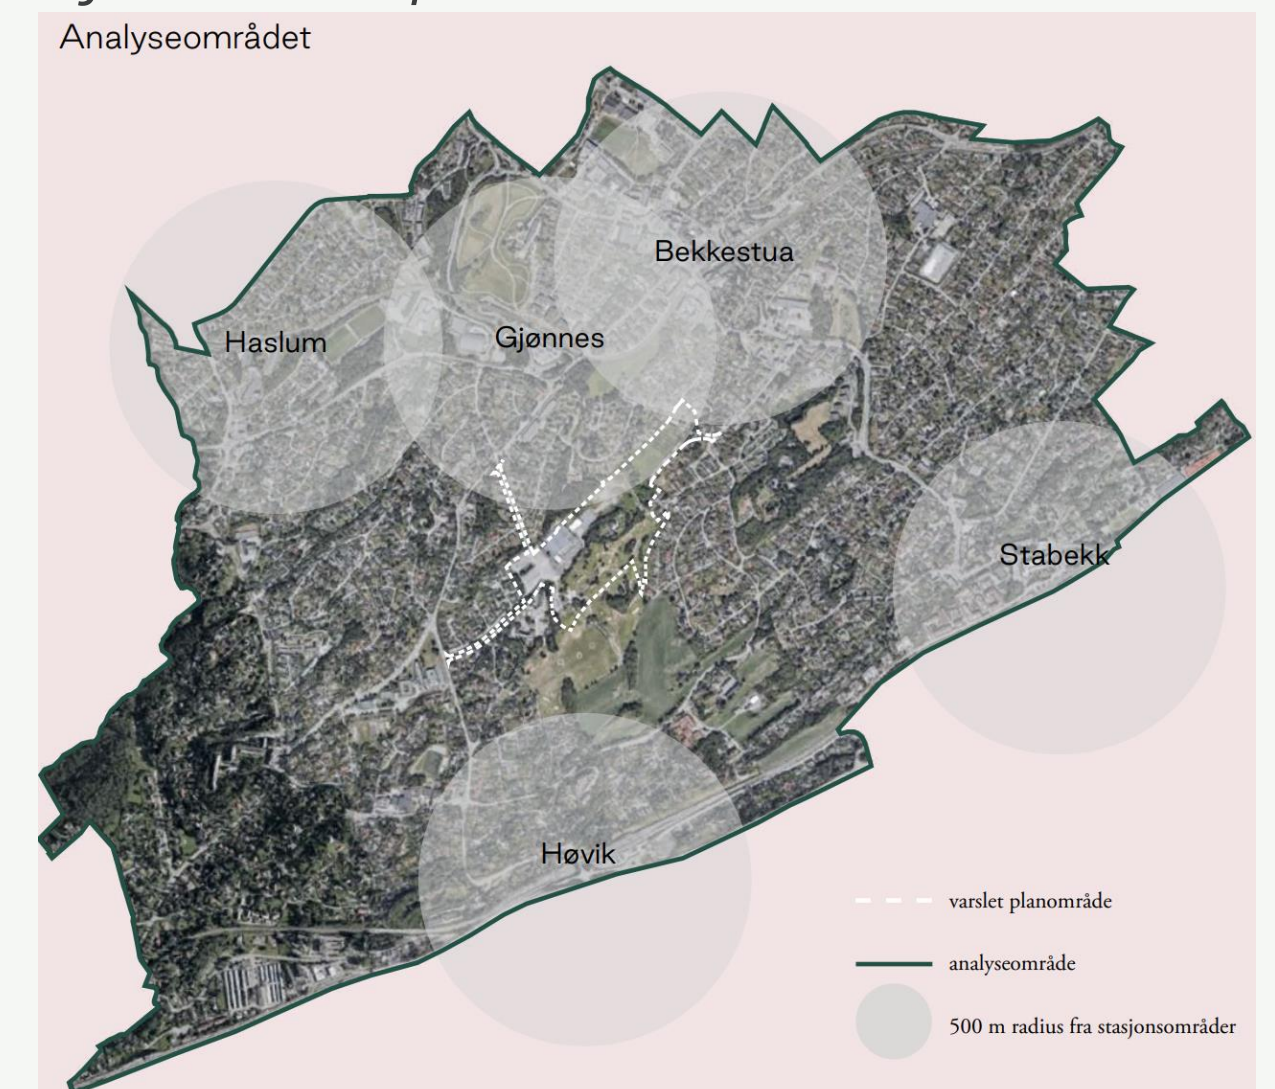 Analyseområdet
Bekkestua
Gjønnes
Haslum
Stabekk
Høvik
varslet planområde
analyseområde
500 m radius fra stasjonsområder